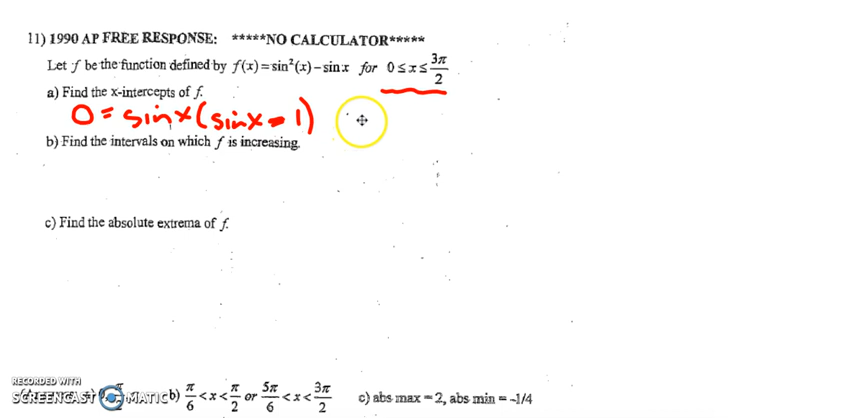 11) 1990 AP FREE RESPONSE: *****NO CALCULATOR*****
Let f be the function defined by f(x)=sin²(x)−sin x for 0≤x≤3π/2
a) Find the x-intercepts of f.
0 = sin x (sin x - 1)
b) Find the intervals on which f is increasing.
c) Find the absolute extrema of f.
RECORDED WITH
SCREENCAST MATIC
b) π/6 <x< π/2 or 5π/6 <x< 3π/2 c) abs max = 2, abs min = -1/4